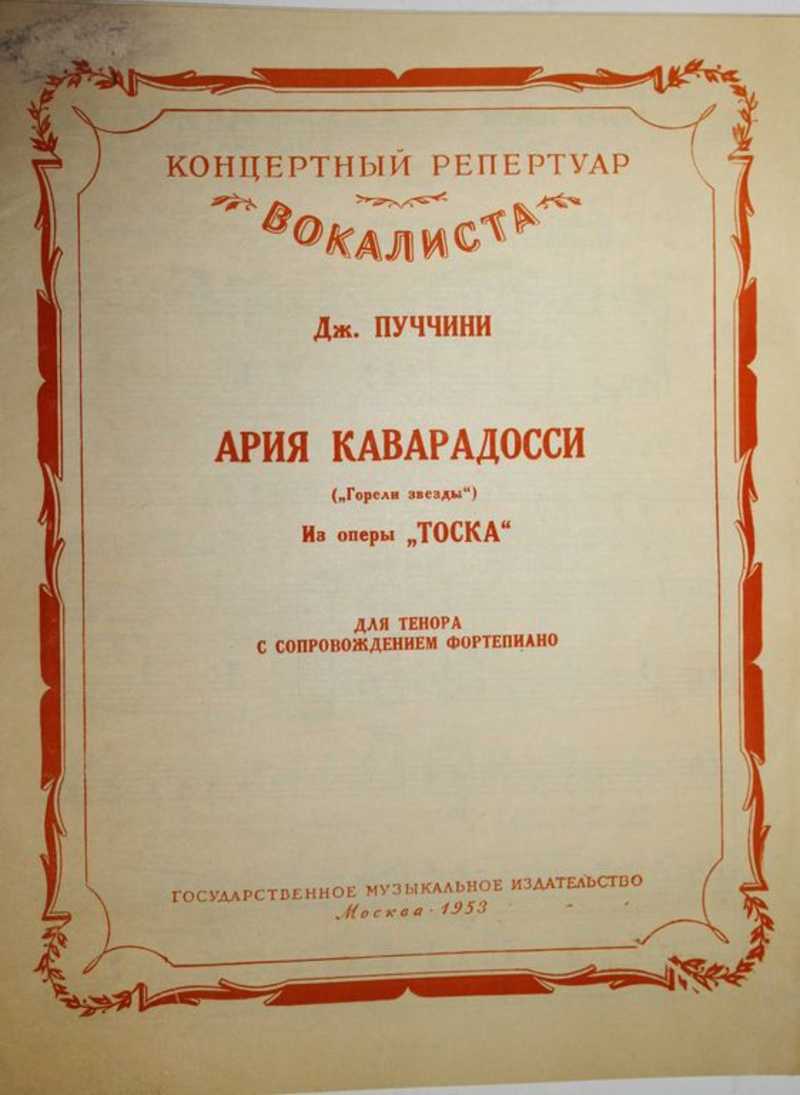 КОНЦЕРТНЫЙ РЕПЕРТУАР
ВОКАЛИСТА
Дж. ПУЧЧИНИ
АРИЯ КАВАРАДОССИ
(„Горели звезды“)
Из оперы „ТОСКА“
ДЛЯ ТЕНОРА
С СОПРОВОЖДЕНИЕМ ФОРТЕПИАНО
ГОСУДАРСТВЕННОЕ МУЗЫКАЛЬНОЕ ИЗДАТЕЛЬСТВО
Москва · 1953